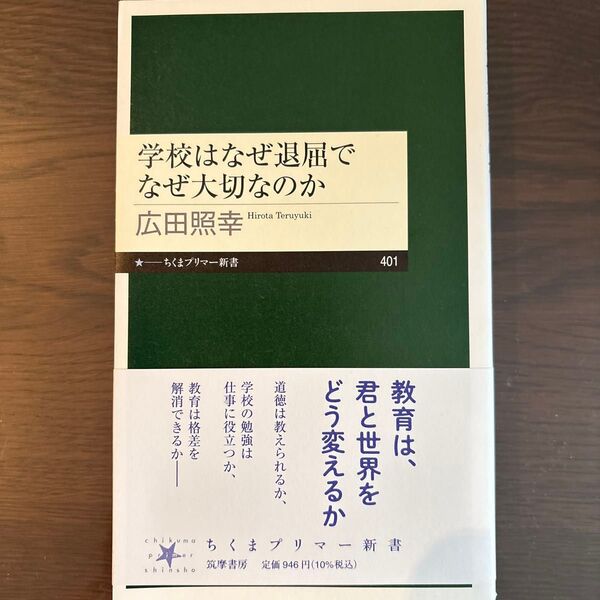 学校はなぜ退屈で
なぜ大切なのか
広田照幸 Hirota Teruyuki
★──ちくまプリマー新書 401
教育は、
君と世界を
どう変えるか
道徳は教えられるか、
学校の勉強は
仕事に役立つか、
教育は格差を
解消できるか──
chikuma
primer
shinsho
ちくまプリマー新書
筑摩書房 定価946円(10%税込)